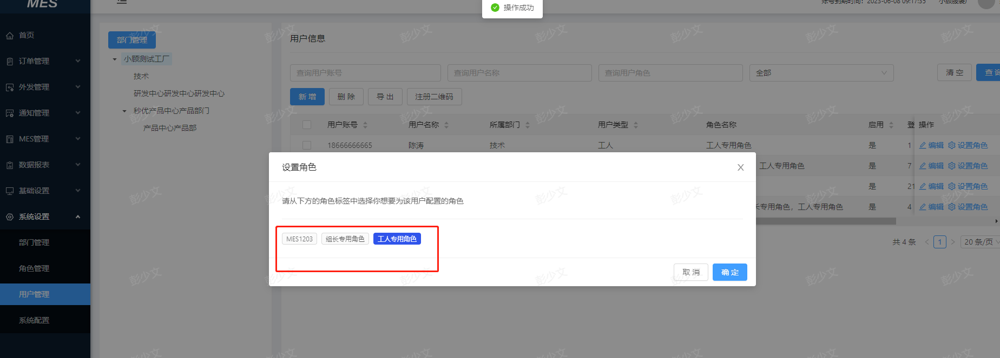 MES
操作成功
账号到期时间：2023-06-08 09:17:35
小顾服装厂
首页
订单管理
外发管理
通知管理
MES管理
数据报表
基础设置
系统设置
部门管理
角色管理
用户管理
系统配置
部门管理
小顾测试工厂
技术
研发中心研发中心研发中心
秒优产品中心产品部门
产品中心产品部
用户信息
查询用户账号 查询用户名称 查询用户角色 全部 清 空 查 询
新 增 删 除 导 出 注册二维码
用户账号 用户名称 所属部门 用户类型 角色名称 启用 登 操作
18666666665 陈涛 技术 工人 工人专用角色 是 1 编辑 设置角色
，工人专用角色 是 7 编辑 设置角色
是 21 编辑 设置角色
长专用角色，工人专用角色 是 4 编辑 设置角色
共 4 条 < 1 > 20 条/页
设置角色
请从下方的角色标签中选择你想要为该用户配置的角色
MES1203 组长专用角色 工人专用角色
取 消 确 定
彭少文